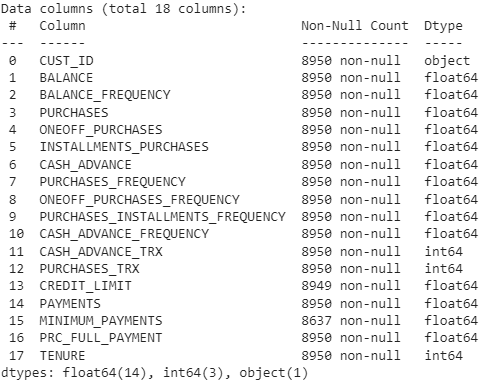 Data columns (total 18 columns):
 #   Column                            Non-Null Count  Dtype
---  ------                            --------------  -----
 0   CUST_ID                           8950 non-null   object
 1   BALANCE                           8950 non-null   float64
 2   BALANCE_FREQUENCY                 8950 non-null   float64
 3   PURCHASES                         8950 non-null   float64
 4   ONEOFF_PURCHASES                  8950 non-null   float64
 5   INSTALLMENTS_PURCHASES            8950 non-null   float64
 6   CASH_ADVANCE                      8950 non-null   float64
 7   PURCHASES_FREQUENCY               8950 non-null   float64
 8   ONEOFF_PURCHASES_FREQUENCY        8950 non-null   float64
 9   PURCHASES_INSTALLMENTS_FREQUENCY  8950 non-null   float64
 10  CASH_ADVANCE_FREQUENCY            8950 non-null   float64
 11  CASH_ADVANCE_TRX                  8950 non-null   int64
 12  PURCHASES_TRX                     8950 non-null   int64
 13  CREDIT_LIMIT                      8949 non-null   float64
 14  PAYMENTS                          8950 non-null   float64
 15  MINIMUM_PAYMENTS                  8637 non-null   float64
 16  PRC_FULL_PAYMENT                  8950 non-null   float64
 17  TENURE                            8950 non-null   int64
dtypes: float64(14), int64(3), object(1)